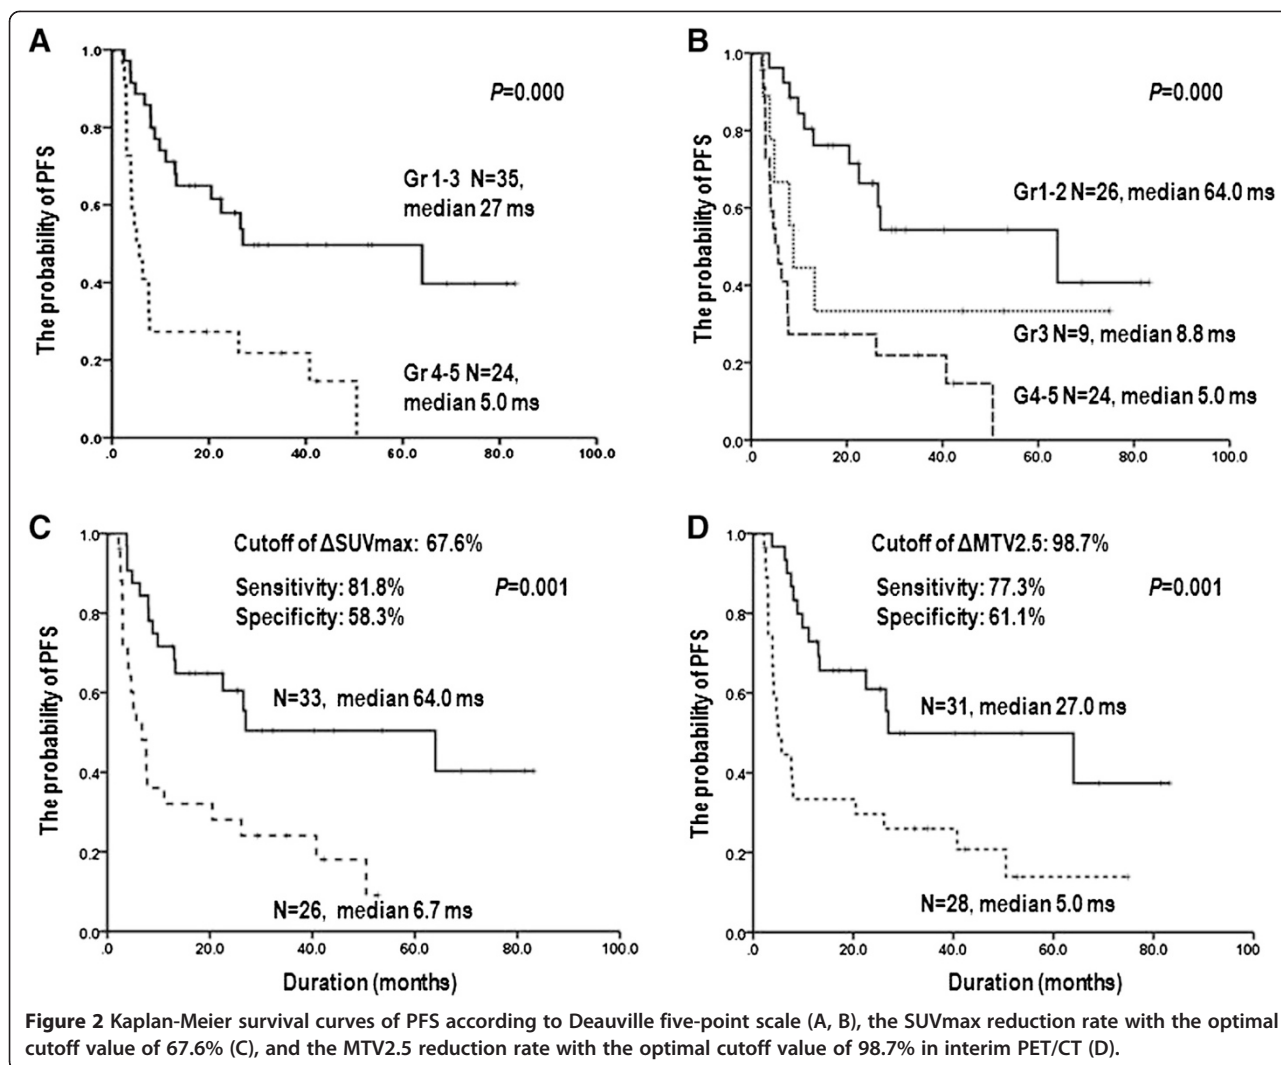 A
1.0
0.8
0.6
0.4
0.2
0.0
The probability of PFS
P=0.000
Gr 1-3 N=35,
median 27 ms
Gr 4-5 N=24,
median 5.0 ms
.0 20.0 40.0 60.0 80.0 100.0
B
1.0
0.8
0.6
0.4
0.2
0.0
The probability of PFS
P=0.000
Gr1-2 N=26, median 64.0 ms
Gr3 N=9, median 8.8 ms
G4-5 N=24, median 5.0 ms
.0 20.0 40.0 60.0 80.0 100.0
C
1.0
0.8
0.6
0.4
0.2
0.0
The probability of PFS
Cutoff of ΔSUVmax: 67.6%
Sensitivity: 81.8%
Specificity: 58.3%
P=0.001
N=33, median 64.0 ms
N=26, median 6.7 ms
.0 20.0 40.0 60.0 80.0 100.0
Duration (months)
D
1.0
0.8
0.6
0.4
0.2
0.0
The probability of PFS
Cutoff of ΔMTV2.5: 98.7%
Sensitivity: 77.3%
Specificity: 61.1%
P=0.001
N=31, median 27.0 ms
N=28, median 5.0 ms
.0 20.0 40.0 60.0 80.0 100
Duration (months)
Figure 2 Kaplan-Meier survival curves of PFS according to Deauville five-point scale (A, B), the SUVmax reduction rate with the optimal
cutoff value of 67.6% (C), and the MTV2.5 reduction rate with the optimal cutoff value of 98.7% in interim PET/CT (D).